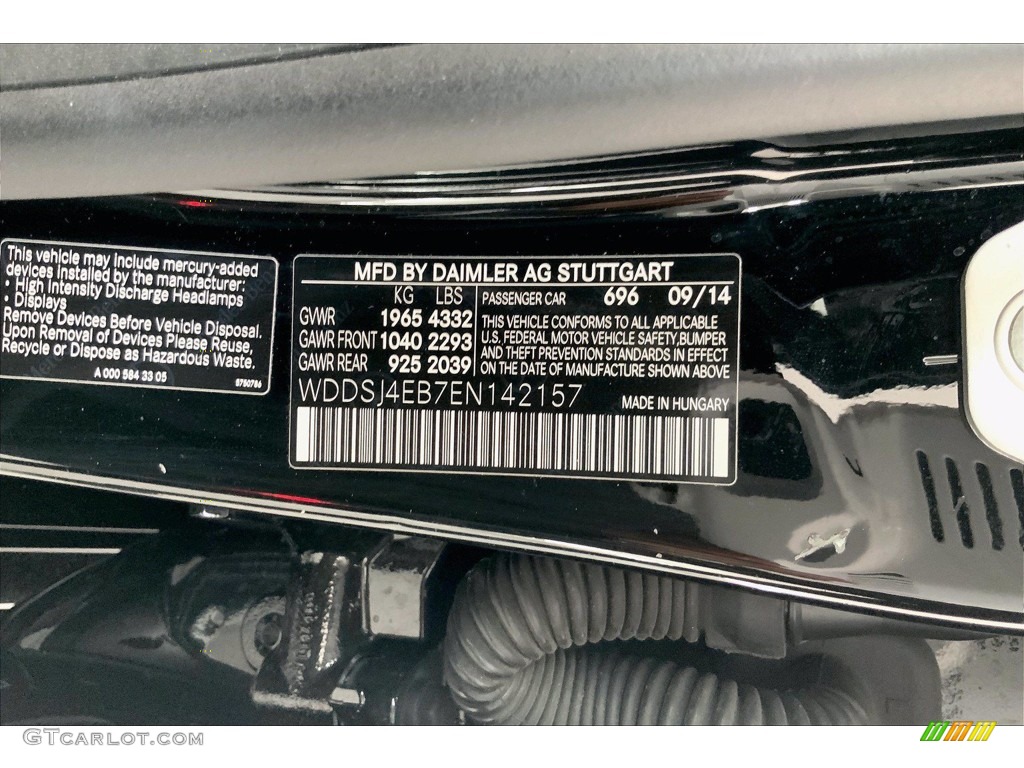 This vehicle may include mercury-added
devices installed by the manufacturer:
• High Intensity Discharge Headlamps
• Displays
Remove Devices Before Vehicle Disposal.
Upon Removal of Devices Please Reuse,
Recycle or Dispose as Hazardous Waste.
A 000 584 33 05
MFD BY DAIMLER AG STUTTGART
KG LBS
GVWR 1965 4332
GAWR FRONT 1040 2293
GAWR REAR 925 2039
PASSENGER CAR 696 09/14
THIS VEHICLE CONFORMS TO ALL APPLICABLE
U.S. FEDERAL MOTOR VEHICLE SAFETY, BUMPER
AND THEFT PREVENTION STANDARDS IN EFFECT
ON THE DATE OF MANUFACTURE SHOWN ABOVE
WDDSJ4EB7EN142157
MADE IN HUNGARY
GTCARLOT.COM